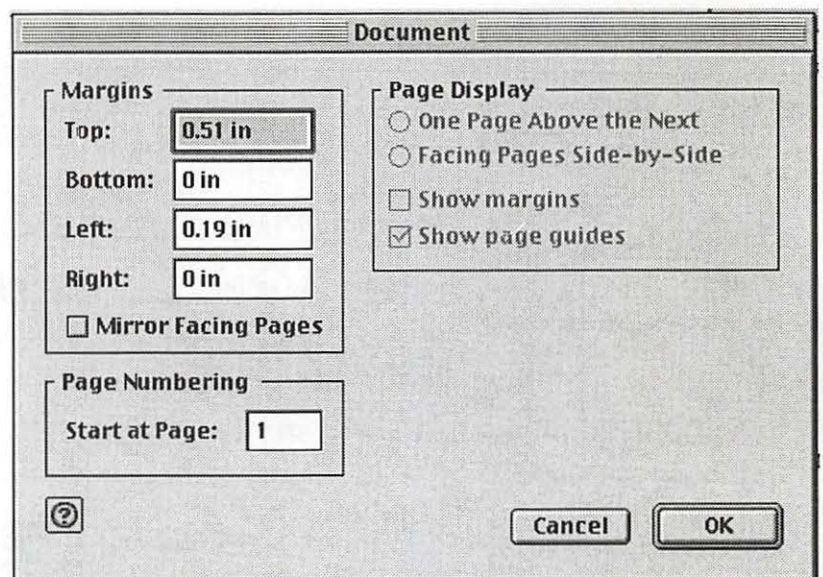 Document
Margins
Top: 0.51 in
Bottom: 0 in
Left: 0.19 in
Right: 0 in
Mirror Facing Pages
Page Numbering
Start at Page: 1
Page Display
One Page Above the Next
Facing Pages Side-by-Side
Show margins
Show page guides
?
Cancel
OK